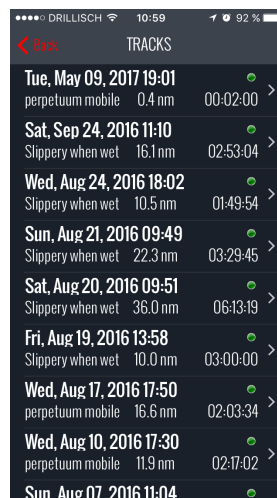 DRILLISCH 10:59 92 %
Back TRACKS
Tue, May 09, 2017 19:01
perpetuum mobile 0.4 nm 00:02:00
Sat, Sep 24, 2016 11:10
Slippery when wet 16.1 nm 02:53:04
Wed, Aug 24, 2016 18:02
Slippery when wet 10.5 nm 01:49:54
Sun, Aug 21, 2016 09:49
Slippery when wet 22.3 nm 03:29:45
Sat, Aug 20, 2016 09:51
Slippery when wet 36.0 nm 06:13:19
Fri, Aug 19, 2016 13:58
Slippery when wet 10.0 nm 03:00:00
Wed, Aug 17, 2016 17:50
perpetuum mobile 16.6 nm 02:03:34
Wed, Aug 10, 2016 17:30
perpetuum mobile 11.9 nm 02:17:02
Sun, Aug 07, 2016 11:04